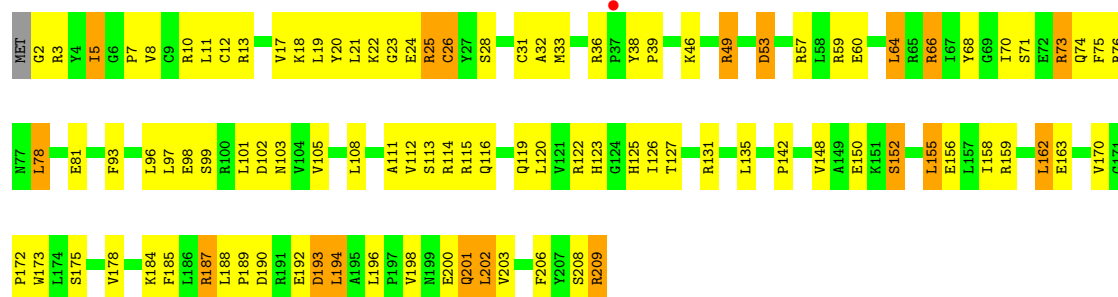 MET G2 R3 Y4 I5 G6 P7 V8 C9 R10 L11 C12 R13 V17 K18 L19 Y20 L21 K22 G23 E24 R25 C26 Y27 S28 C31 A32 M33 R36 P37 Y38 P39 K46 R49 D53 R57 L58 R59 E60 L64 R65 R66 I67 Y68 G69 I70 S71 E72 R73 Q74 F75
N77 L78 E81 F93 L96 L97 E98 S99 R100 L101 D102 N103 V104 V105 L108 A111 V112 S113 R114 R115 Q116 Q119 L120 V121 R122 H123 G124 H125 I126 T127 R131 L135 P142 V148 A149 E150 K151 S152 L155 E156 L157 I158 R159 L162 E163 V170
P172 W173 L174 S175 V178 K184 F185 L186 R187 L188 P189 D190 R191 E192 D193 L194 A195 L196 P197 V198 N199 E200 Q201 L202 V203 F206 Y207 S208 R209